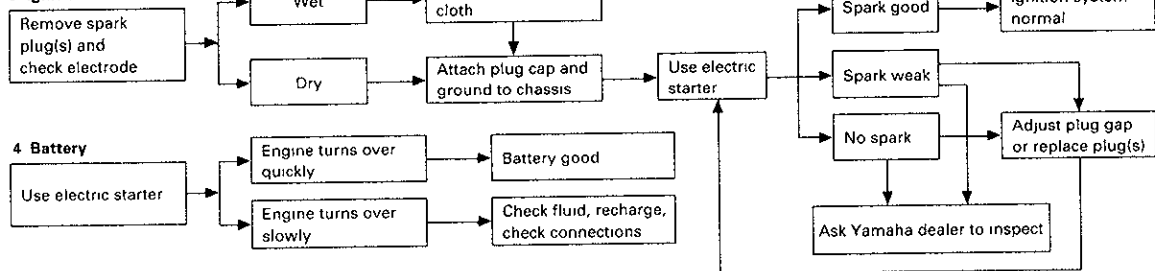 Wet
cloth
Remove spark
plug(s) and
check electrode
Dry
Attach plug cap and
ground to chassis
Use electric
starter
Spark good
normal
Spark weak
No spark
Adjust plug gap
or replace plug(s)
Ask Yamaha dealer to inspect
4 Battery
Use electric starter
Engine turns over
quickly
Battery good
Engine turns over
slowly
Check fluid, recharge,
check connections